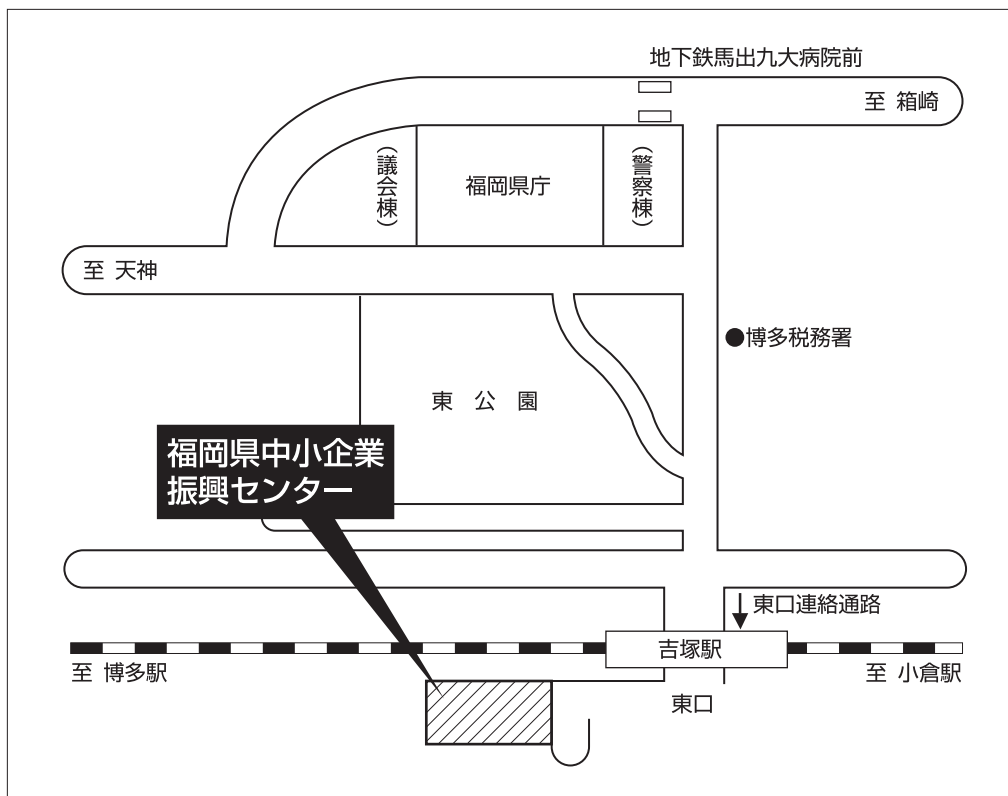 地下鉄馬出九大病院前
至 箱崎
（議会棟）
福岡県庁
（警察棟）
至 天神
●博多税務署
東 公 園
福岡県中小企業
振興センター
東口連絡通路
吉塚駅
至 博多駅
至 小倉駅
東口